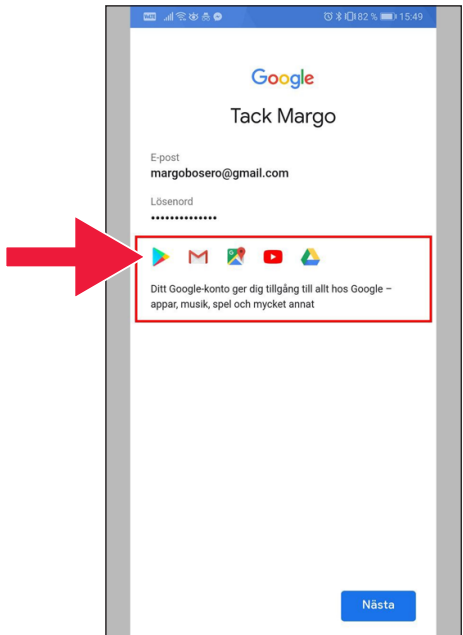 82 % 15:49
Google
Tack Margo
E-post
margobosero@gmail.com
Lösenord
••••••••••••••
Ditt Google-konto ger dig tillgång till allt hos Google –
appar, musik, spel och mycket annat
Nästa